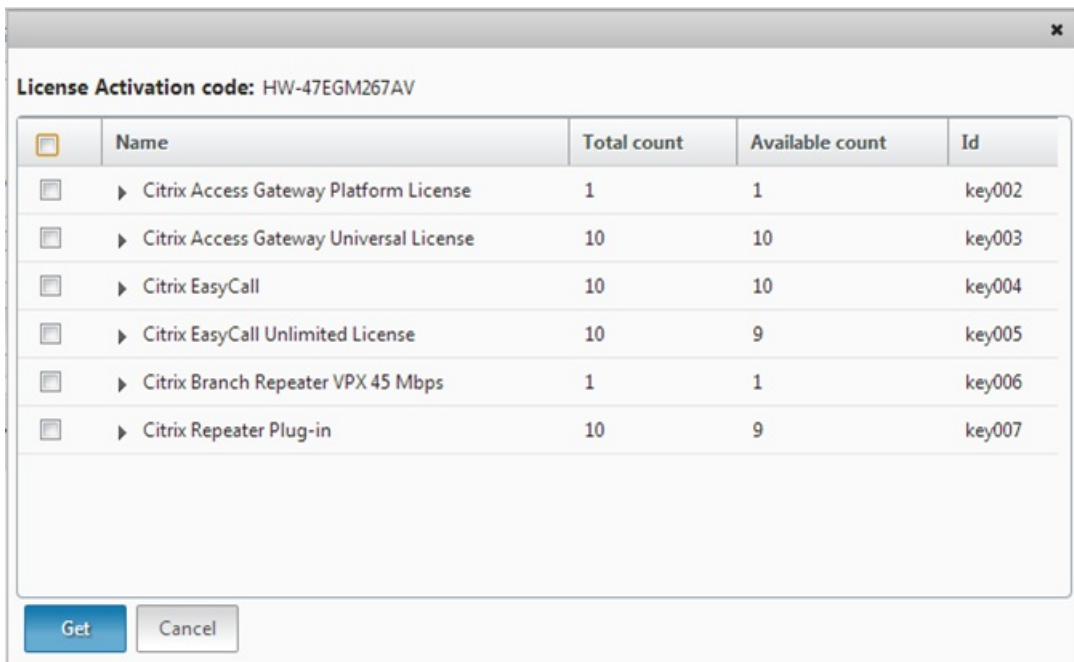 License Activation code: HW-47EGM267AV
Name Total count Available count Id
Citrix Access Gateway Platform License 1 1 key002
Citrix Access Gateway Universal License 10 10 key003
Citrix EasyCall 10 10 key004
Citrix EasyCall Unlimited License 10 9 key005
Citrix Branch Repeater VPX 45 Mbps 1 1 key006
Citrix Repeater Plug-in 10 9 key007
Get Cancel